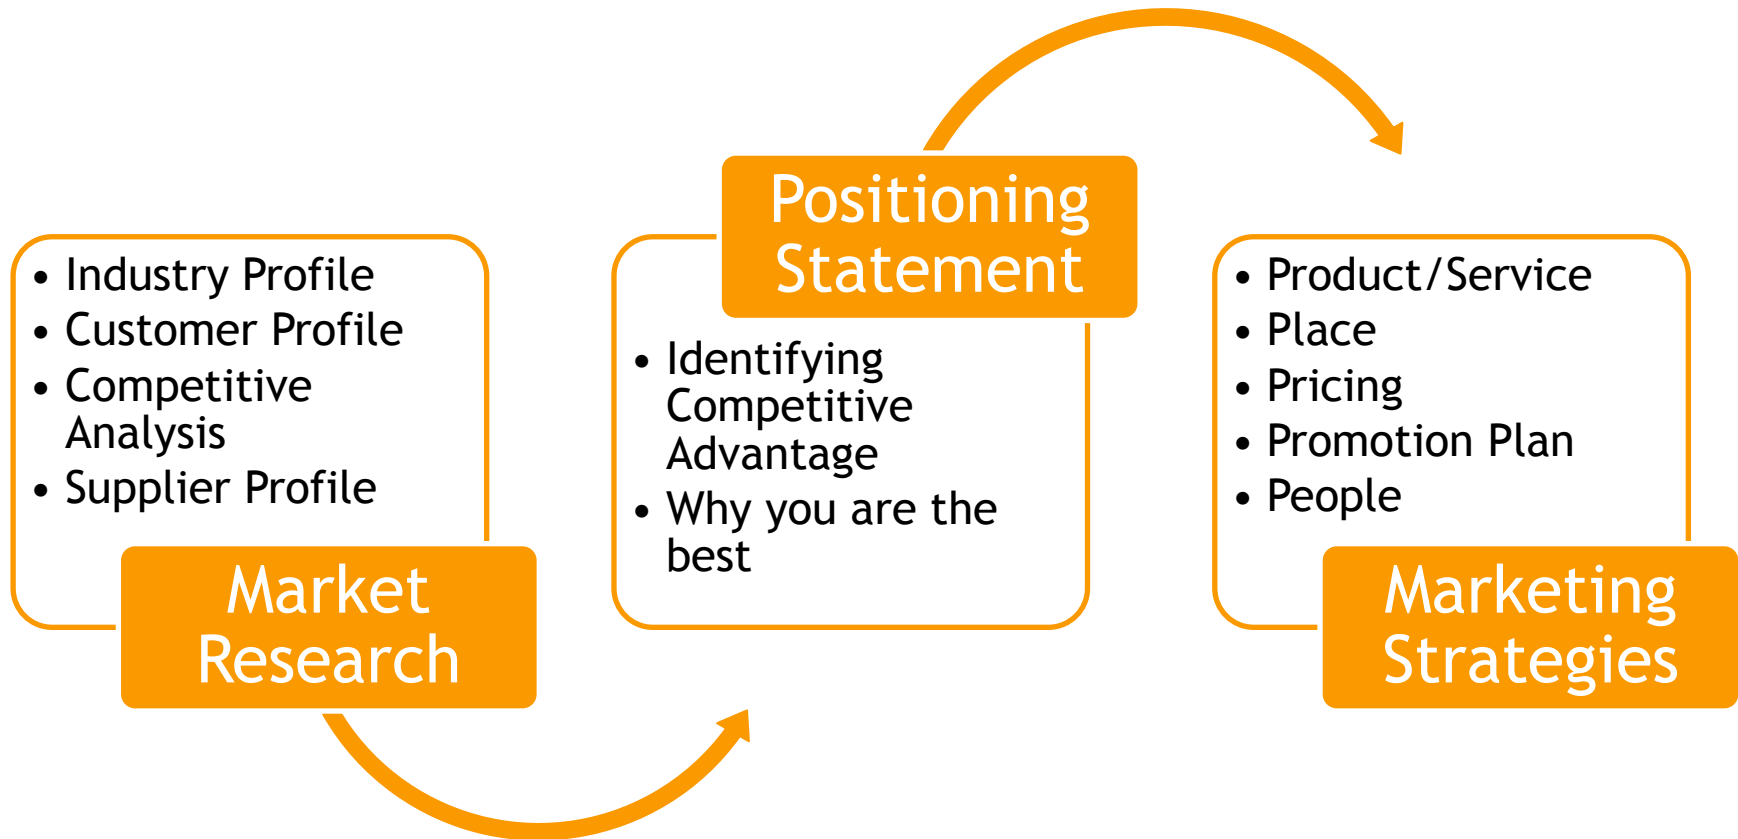 • Industry Profile
• Customer Profile
• Competitive
Analysis
• Supplier Profile
Market
Research
Positioning
Statement
• Identifying
Competitive
Advantage
• Why you are the
best
• Product/Service
• Place
• Pricing
• Promotion Plan
• People
Marketing
Strategies